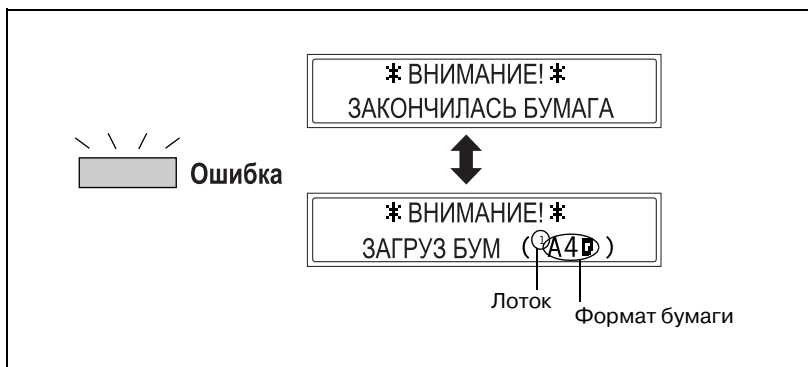 * ВНИМАНИЕ! *
ЗАКОНЧИЛАСЬ БУМАГА
Ошибка
* ВНИМАНИЕ! *
ЗАГРУЗ БУМ (1A4)
Лоток
Формат бумаги